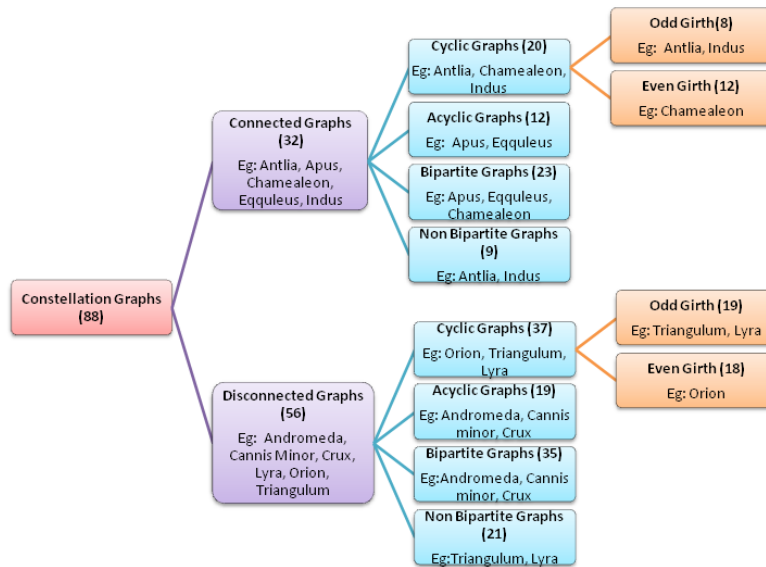 Constellation Graphs
(88)
Connected Graphs
(32)
Eg: Antlia, Apus,
Chamealeon,
Eqquleus, Indus
Cyclic Graphs (20)
Eg: Antlia, Chamealeon,
Indus
Odd Girth(8)
Eg: Antlia, Indus
Even Girth (12)
Eg: Chamealeon
Acyclic Graphs (12)
Eg: Apus, Eqquleus
Bipartite Graphs (23)
Eg: Apus, Eqquleus,
Chamealeon
Non Bipartite Graphs
(9)
Eg: Antlia, Indus
Disconnected Graphs
(56)
Eg: Andromeda,
Cannis Minor, Crux,
Lyra, Orion,
Triangulum
Cyclic Graphs (37)
Eg: Orion, Triangulum,
Lyra
Odd Girth (19)
Eg: Triangulum, Lyra
Even Girth (18)
Eg: Orion
Acyclic Graphs (19)
Eg: Andromeda, Cannis
minor, Crux
Bipartite Graphs (35)
Eg:Andromeda, Cannis
minor, Crux
Non Bipartite Graphs
(21)
Eg:Triangulum, Lyra